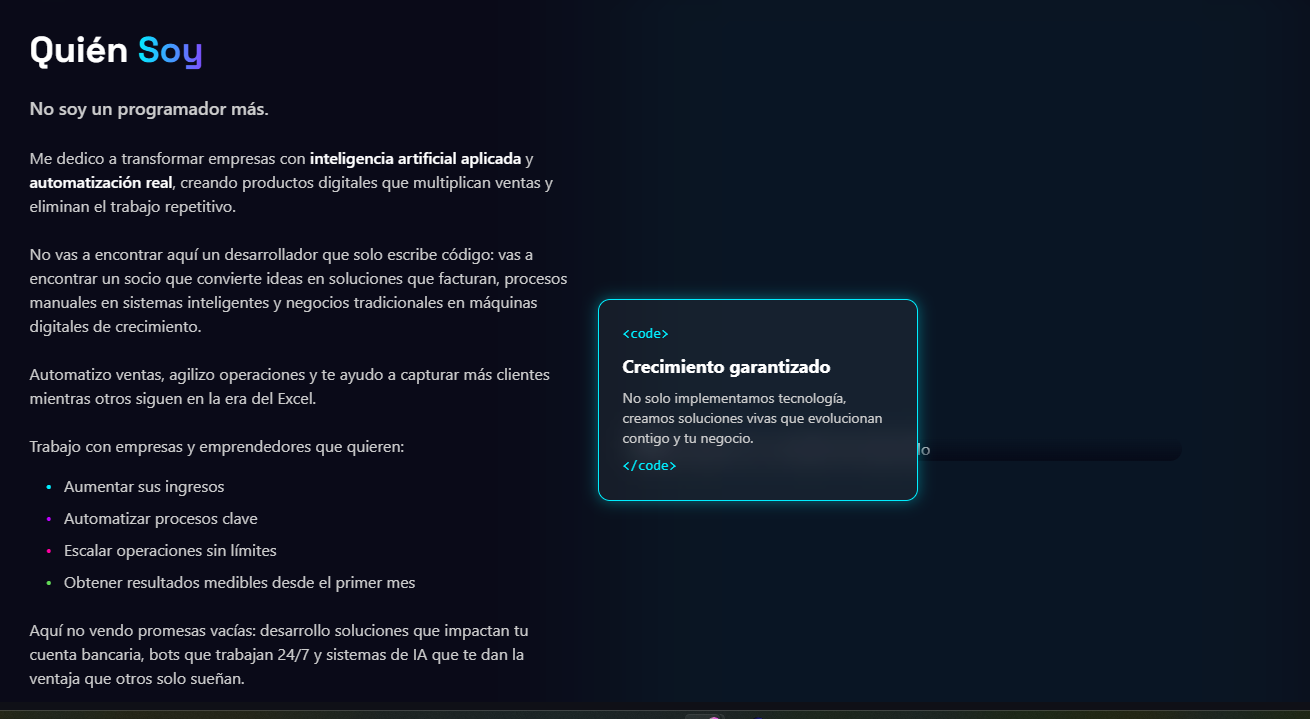 Quién Soy
No soy un programador más.
Me dedico a transformar empresas con inteligencia artificial aplicada y
automatización real, creando productos digitales que multiplican ventas y
eliminan el trabajo repetitivo.
No vas a encontrar aquí un desarrollador que solo escribe código: vas a
encontrar un socio que convierte ideas en soluciones que facturan, procesos
manuales en sistemas inteligentes y negocios tradicionales en máquinas
digitales de crecimiento.
Automatizo ventas, agilizo operaciones y te ayudo a capturar más clientes
mientras otros siguen en la era del Excel.
Trabajo con empresas y emprendedores que quieren:
• Aumentar sus ingresos
• Automatizar procesos clave
• Escalar operaciones sin límites
• Obtener resultados medibles desde el primer mes
Aquí no vendo promesas vacías: desarrollo soluciones que impactan tu
cuenta bancaria, bots que trabajan 24/7 y sistemas de IA que te dan la
ventaja que otros solo sueñan.
<code>
Crecimiento garantizado
No solo implementamos tecnología,
creamos soluciones vivas que evolucionan
contigo y tu negocio.
</code>